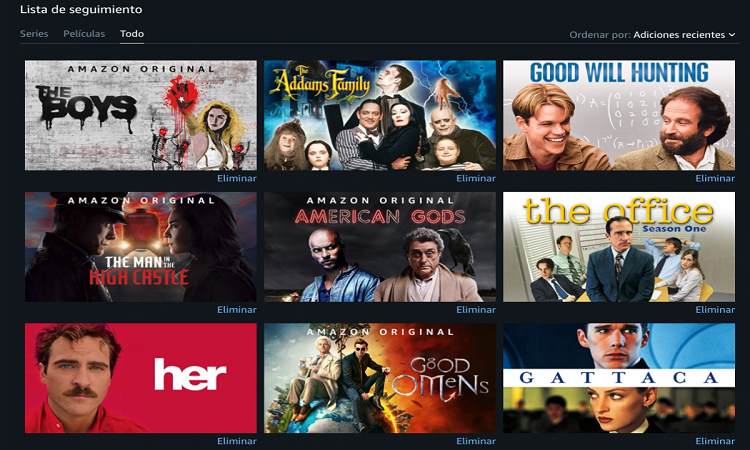 Lista de seguimiento
Series Películas Todo
Ordenar por: Adiciones recientes
AMAZON ORIGINAL
THE BOYS
The Addams Family
GOOD WILL HUNTING
Eliminar
Eliminar
Eliminar
AMAZON ORIGINAL
THE MAN IN THE
HIGH CASTLE
AMAZON ORIGINAL
AMERICAN GODS
the office
Season One
Eliminar
Eliminar
Eliminar
her
AMAZON ORIGINAL
GOOD
OMENS
GATTACA
Eliminar
Eliminar
Eliminar